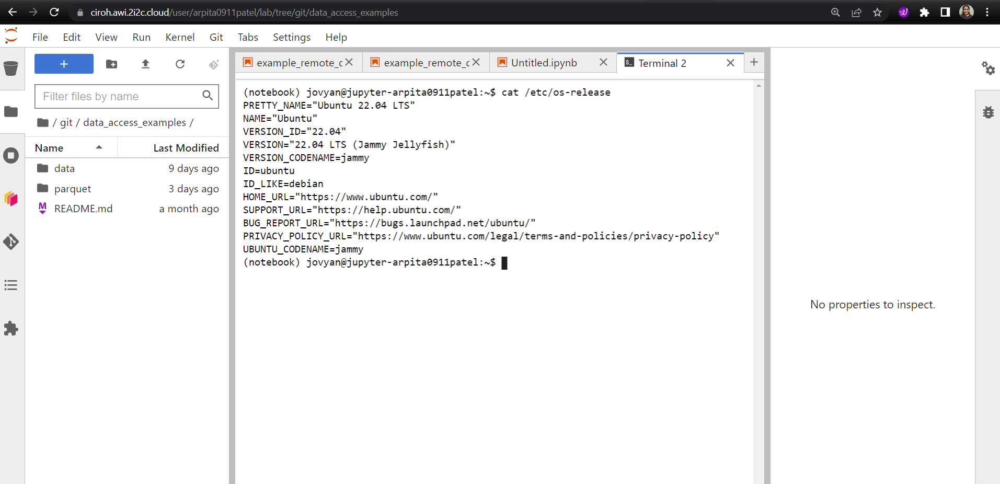 ciroh.awi.2i2c.cloud/user/arpita0911patel/lab/tree/git/data_access_examples
File Edit View Run Kernel Git Tabs Settings Help
example_remote_c
example_remote_c
Untitled.ipynb
Terminal 2
Filter files by name
/ git / data_access_examples /
Name Last Modified
data 9 days ago
parquet 3 days ago
README.md a month ago
(notebook) jovyan@jupyter-arpita0911patel:~$ cat /etc/os-release
PRETTY_NAME="Ubuntu 22.04 LTS"
NAME="Ubuntu"
VERSION_ID="22.04"
VERSION="22.04 LTS (Jammy Jellyfish)"
VERSION_CODENAME=jammy
ID=ubuntu
ID_LIKE=debian
HOME_URL="https://www.ubuntu.com/"
SUPPORT_URL="https://help.ubuntu.com/"
BUG_REPORT_URL="https://bugs.launchpad.net/ubuntu/"
PRIVACY_POLICY_URL="https://www.ubuntu.com/legal/terms-and-policies/privacy-policy"
UBUNTU_CODENAME=jammy
(notebook) jovyan@jupyter-arpita0911patel:~$
No properties to inspect.